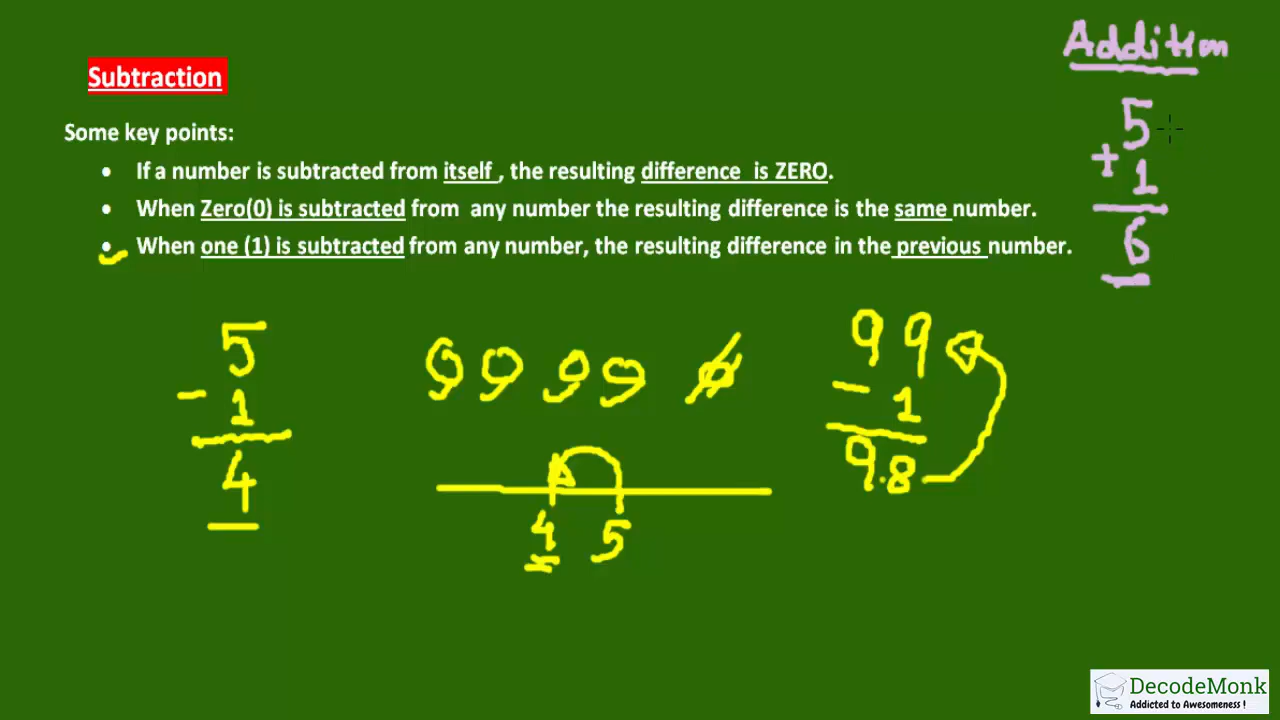 Subtraction
Some key points:
• If a number is subtracted from itself , the resulting difference is ZERO.
• When Zero(0) is subtracted from any number the resulting difference is the same number.
• When one (1) is subtracted from any number, the resulting difference in the previous number.
Addition
5
+ 1
6
5
- 1
4
9 9 9 9
4 5
9 9
- 1
9.8
DecodeMonk
Addicted to Awesomeness !